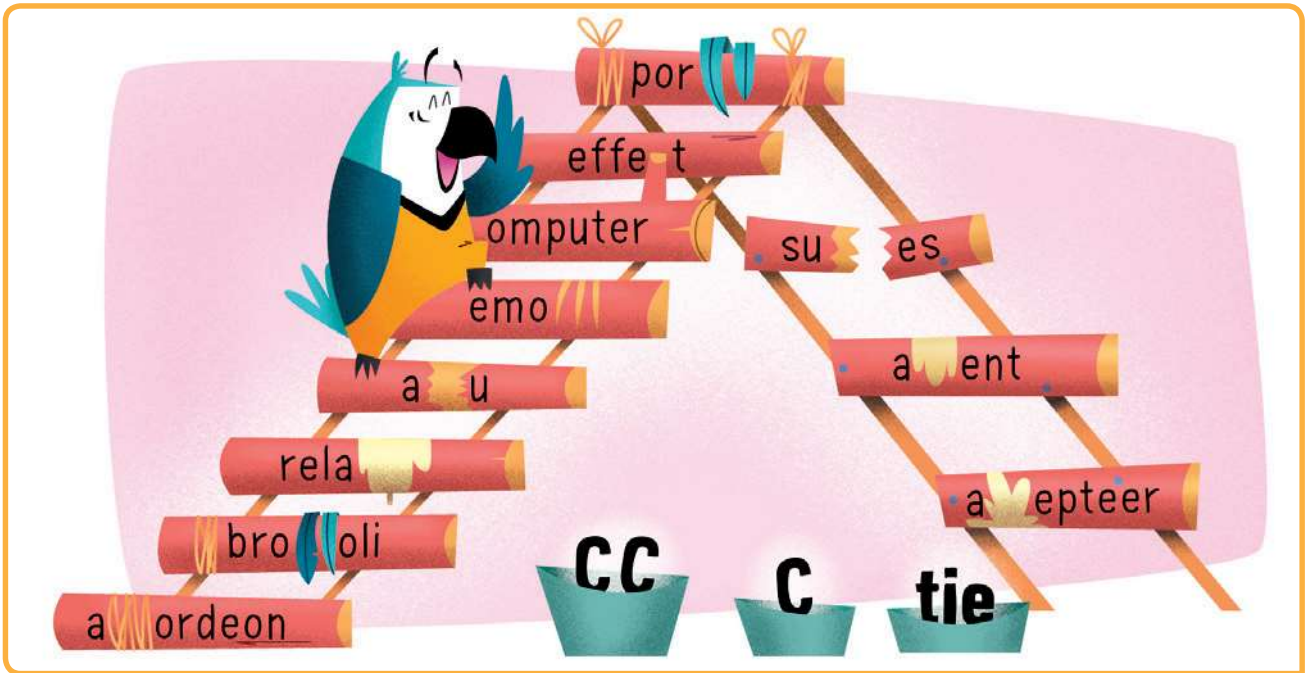 por
effe t
omputer
su es
emo
a ent
a u
rela
a epteer
bro oli
a ordeon
cc
c
tie